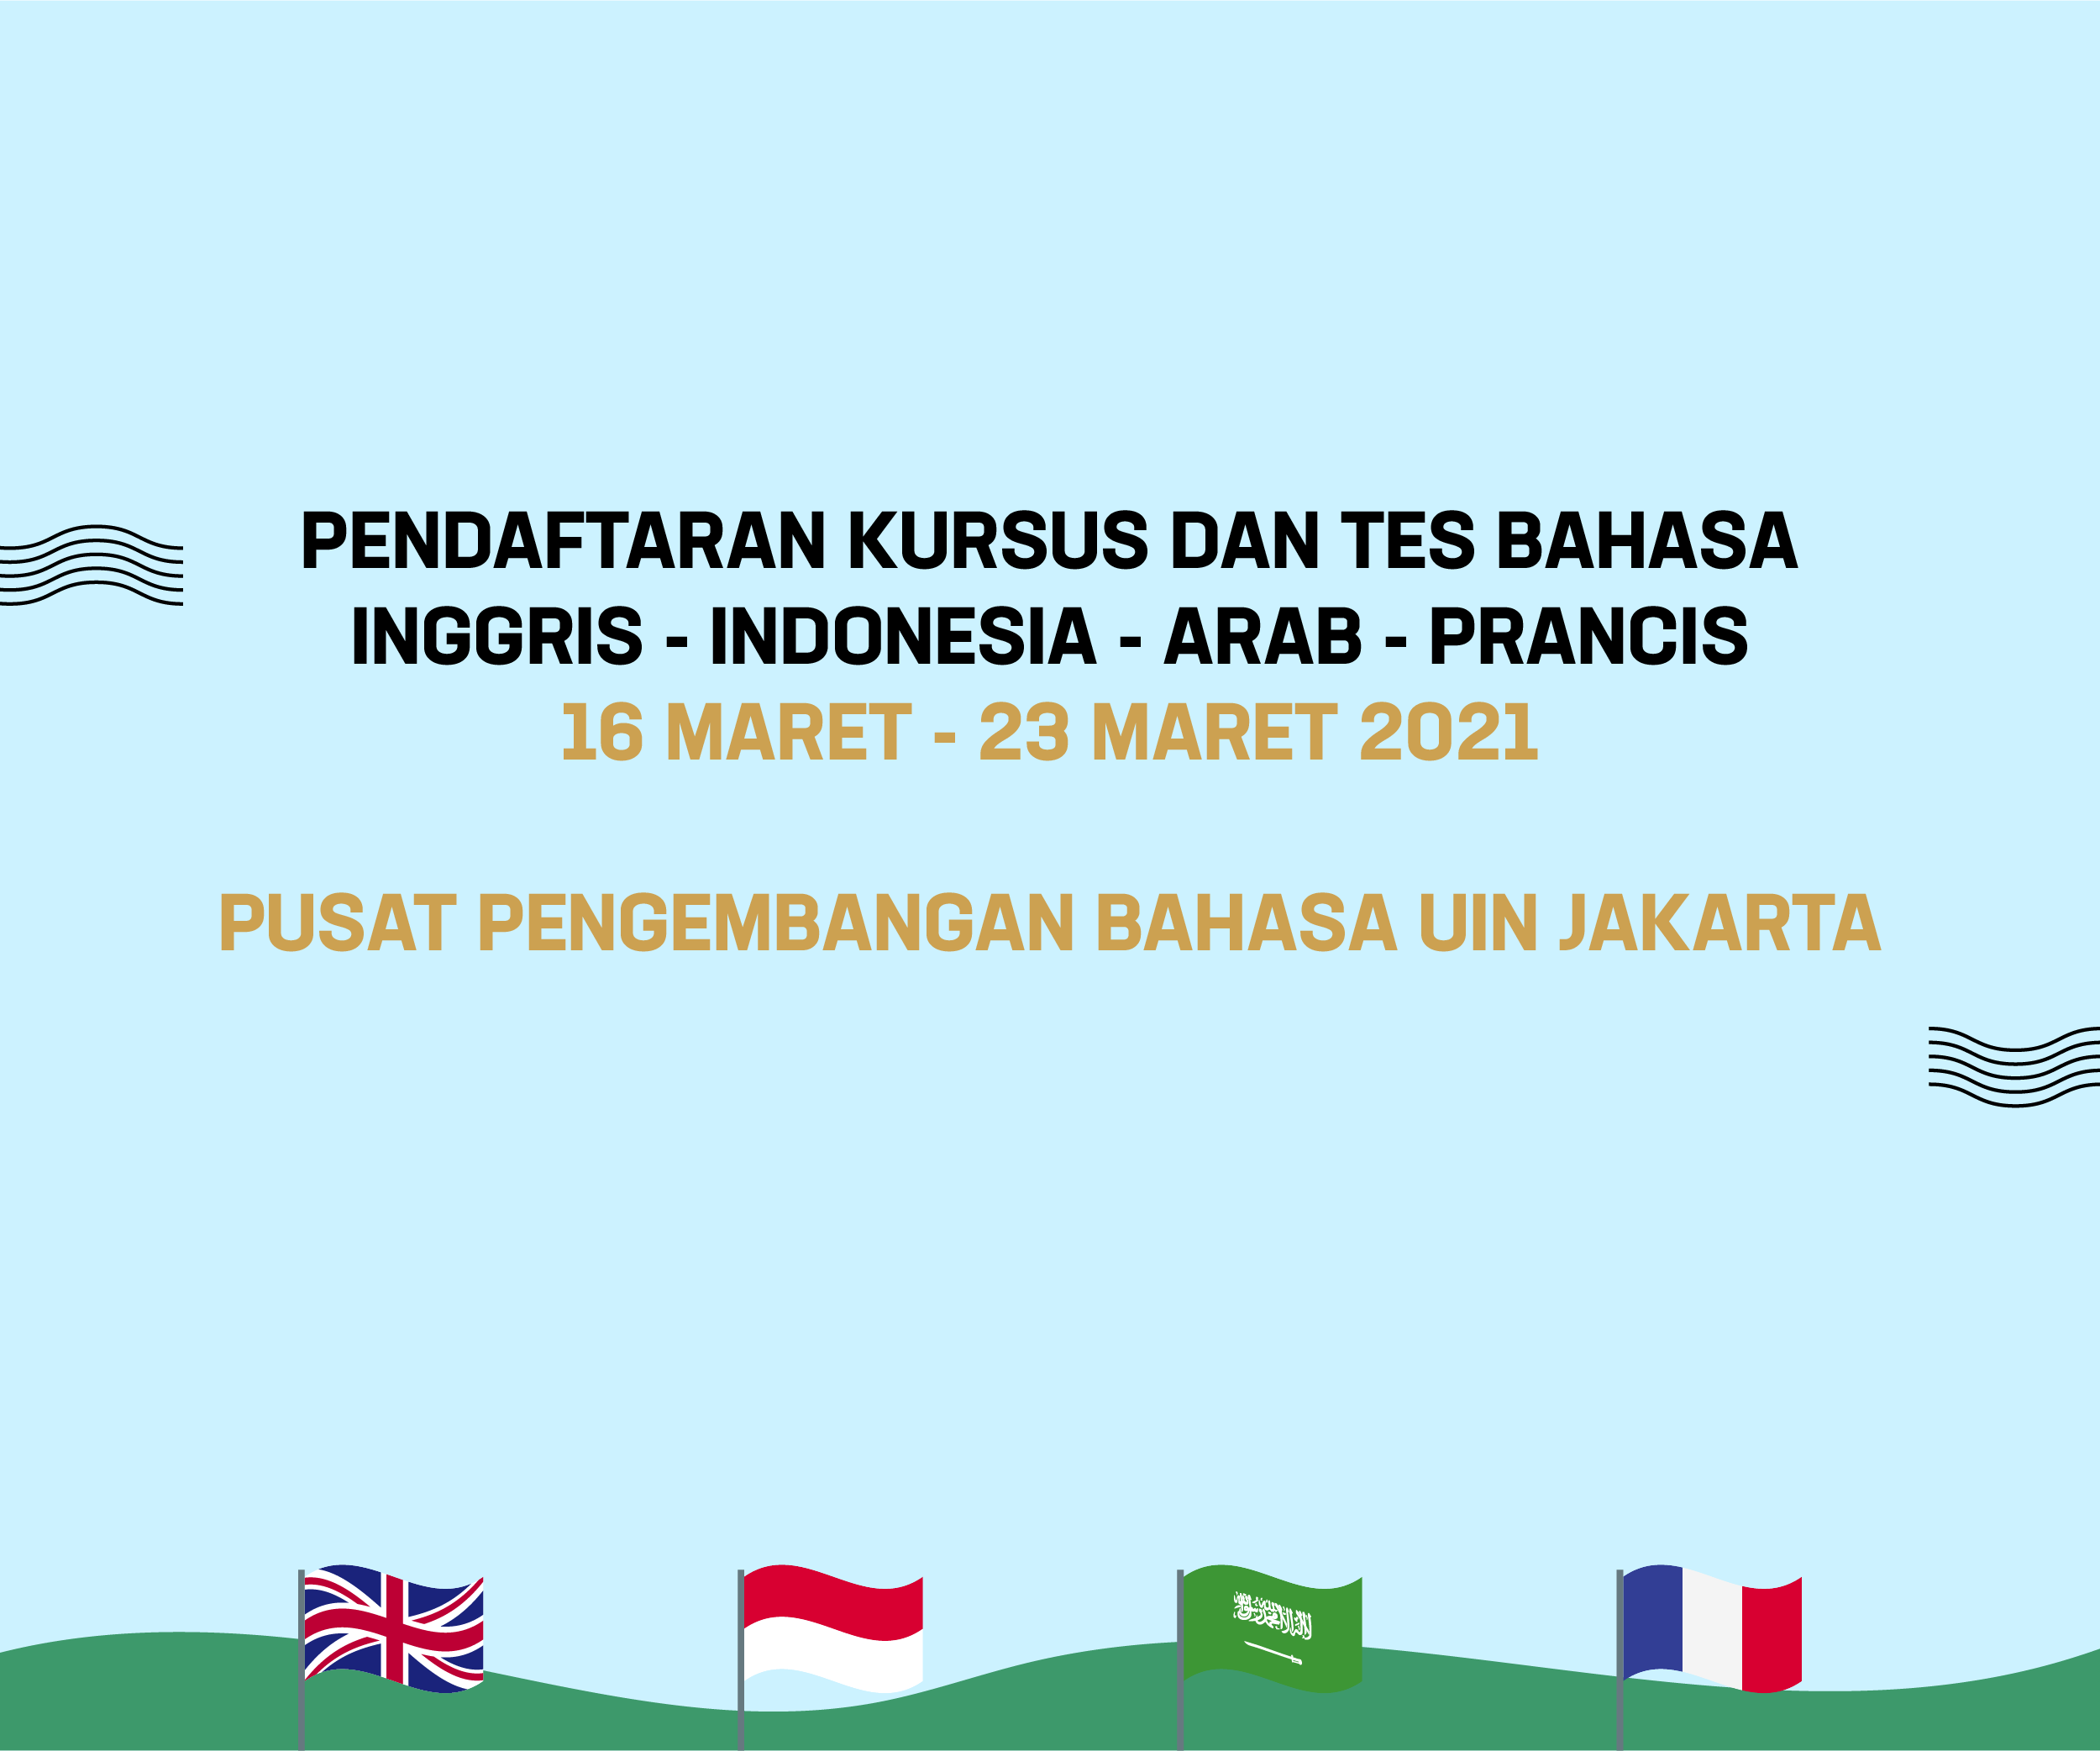 PENDAFTARAN KURSUS DAN TES BAHASA
INGGRIS - INDONESIA - ARAB - PRANCIS
16 MARET - 23 MARET 2021
PUSAT PENGEMBANGAN BAHASA UIN JAKARTA